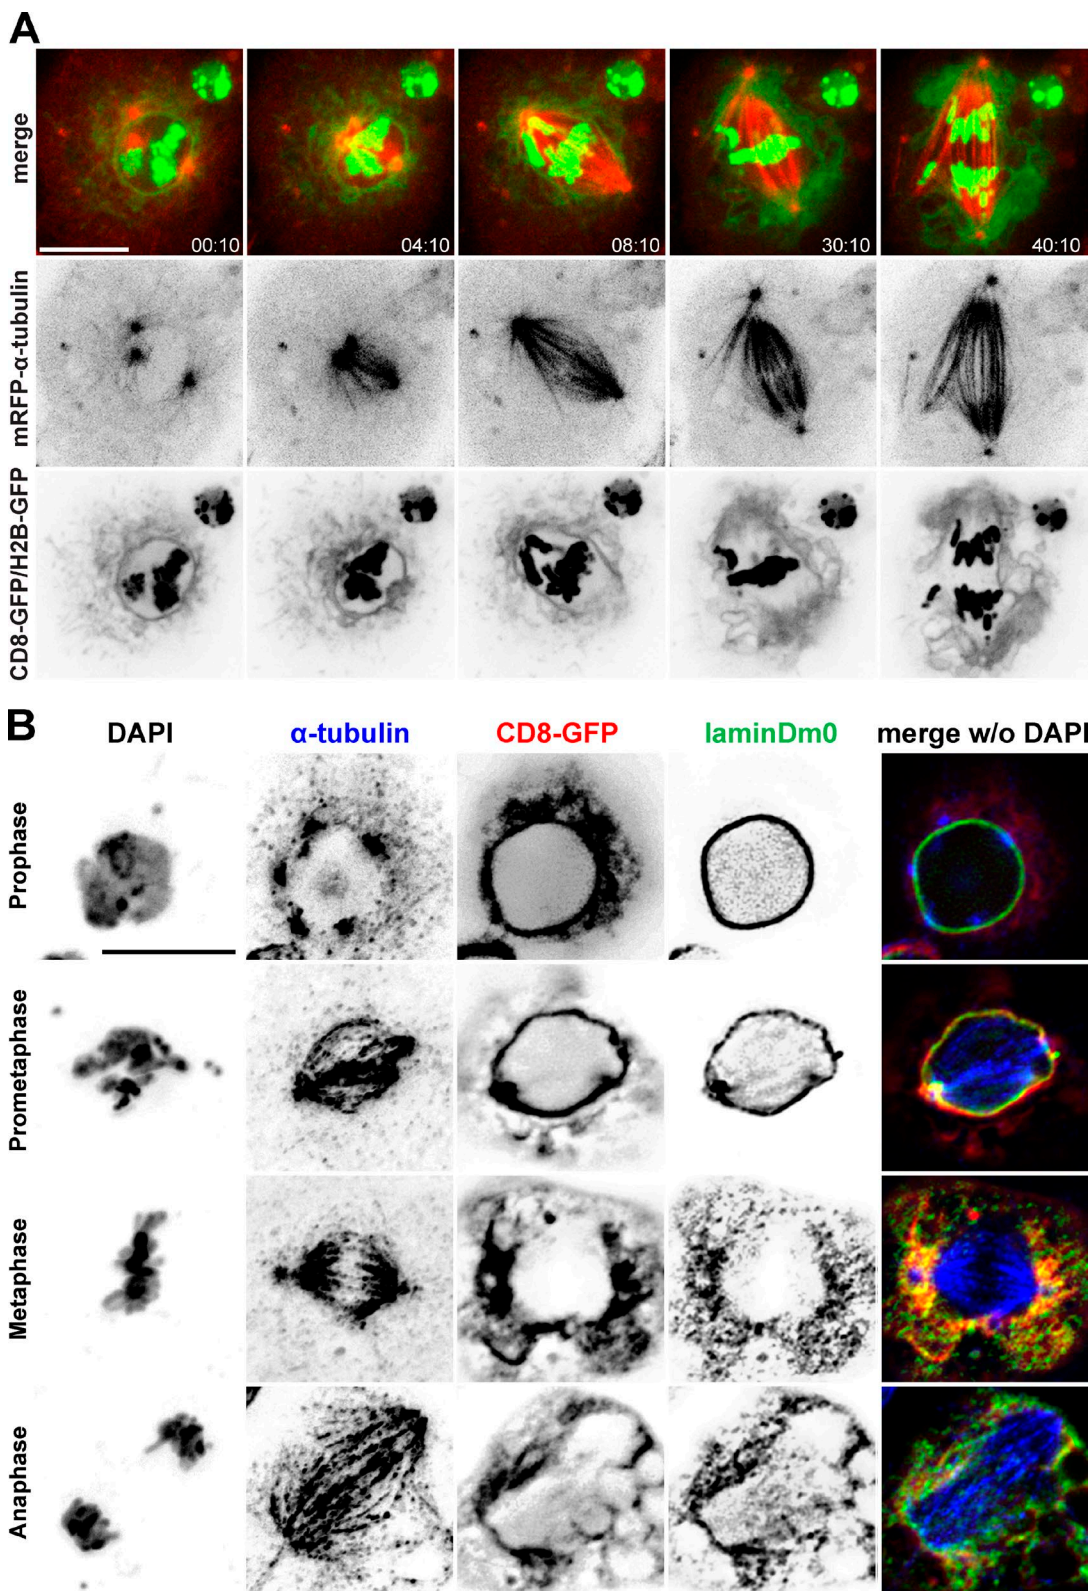 A
merge
00:10
04:10
08:10
30:10
40:10
mRFP-α-tubulin
CD8-GFP/H2B-GFP
B
DAPI
α-tubulin
CD8-GFP
laminDm0
merge w/o DAPI
Prophase
Prometaphase
Metaphase
Anaphase